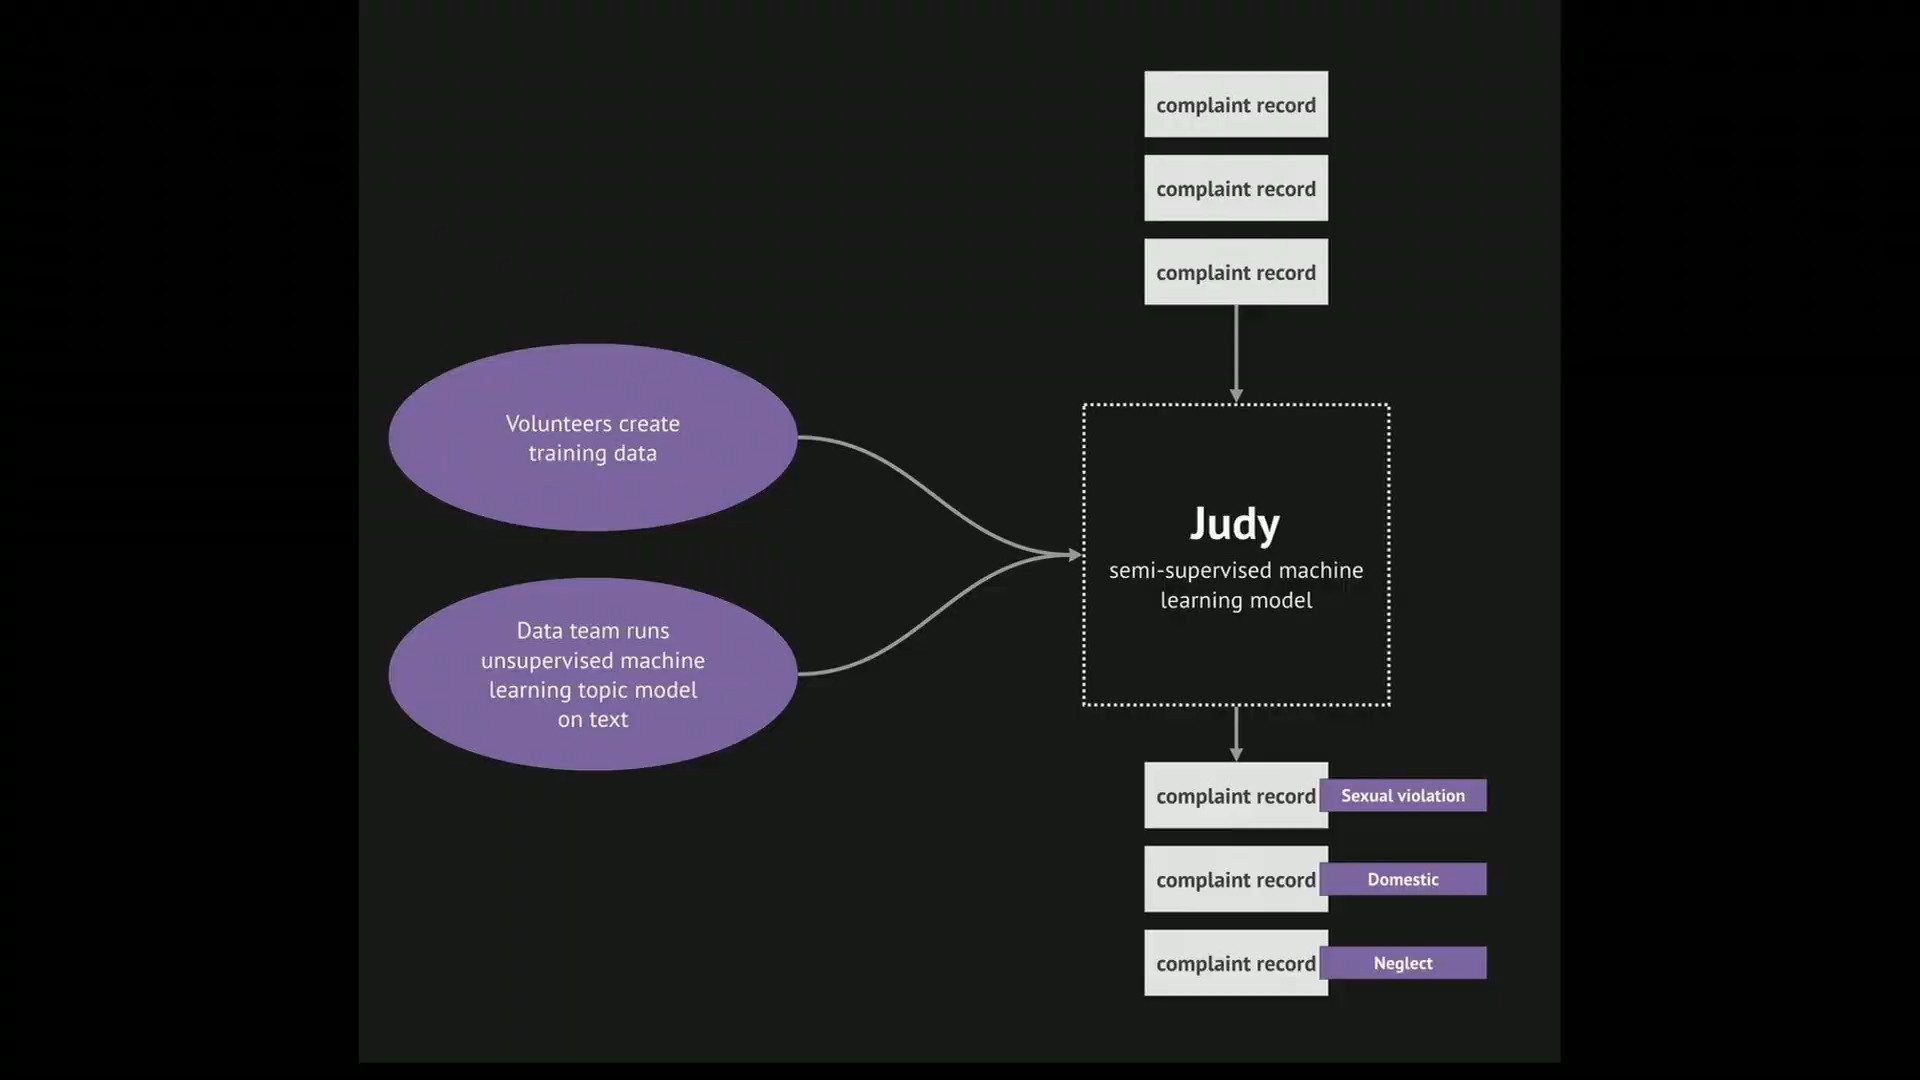 complaint record
complaint record
complaint record
Volunteers create
training data
Data team runs
unsupervised machine
learning topic model
on text
Judy
semi-supervised machine
learning model
complaint record
Sexual violation
complaint record
Domestic
complaint record
Neglect